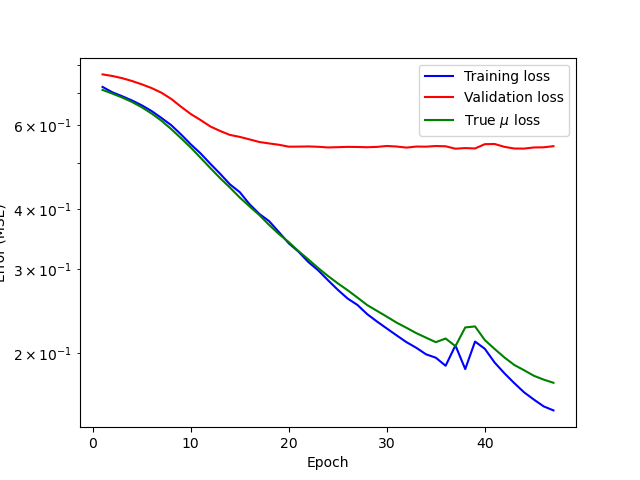 Training loss
Validation loss
True μ loss
6 × 10⁻¹
4 × 10⁻¹
3 × 10⁻¹
2 × 10⁻¹
Error (MSE)
0 10 20 30 40
Epoch